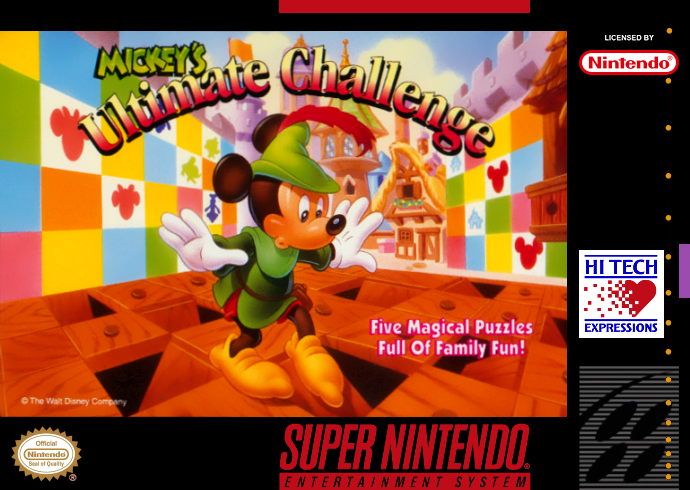 LICENSED BY
Nintendo®
MICKEY'S
Ultimate Challenge
HI TECH
EXPRESSIONS
Five Magical Puzzles
Full Of Family Fun!
© The Walt Disney Company
Official
Nintendo
Seal of Quality
®
SUPER NINTENDO®
ENTERTAINMENT SYSTEM